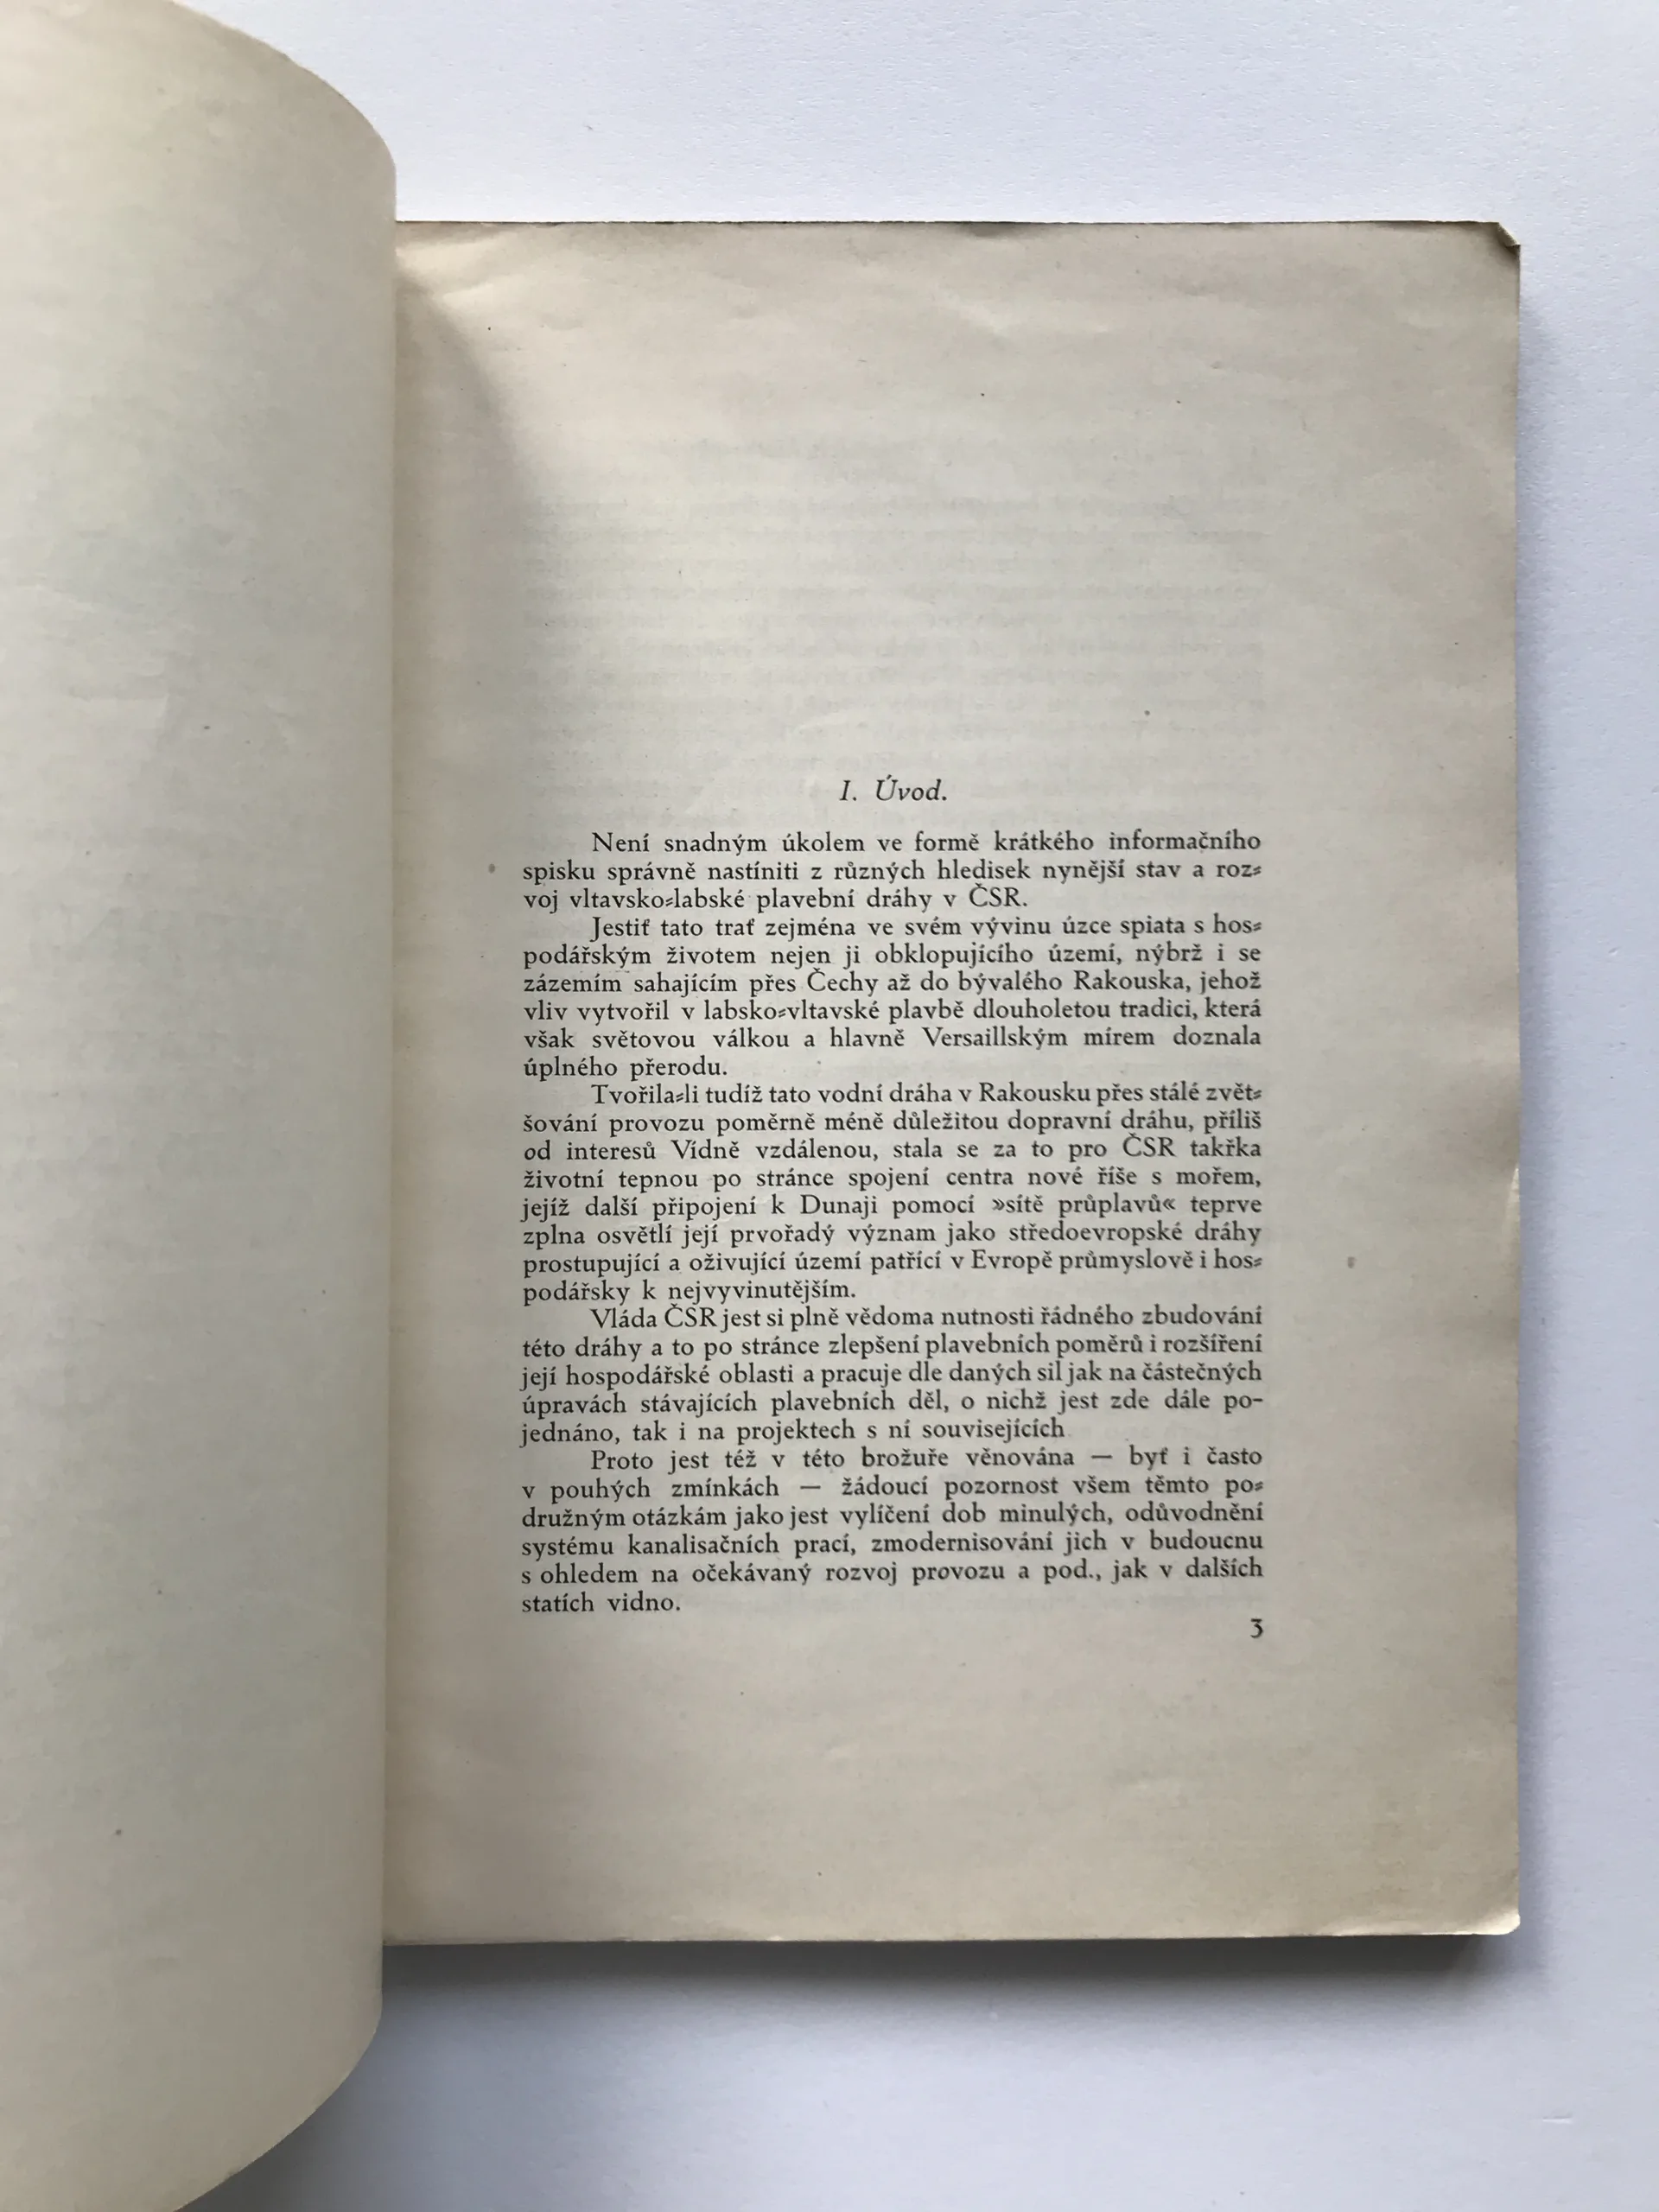 I. Úvod.
Není snadným úkolem ve formě krátkého informačního
spisku správně nastíniti z různých hledisek nynější stav a roz⸗
voj vltavsko⸗labské plavební dráhy v ČSR.
Jestiť tato trať zejména ve svém vývinu úzce spiata s hos⸗
podářským životem nejen ji obklopujícího území, nýbrž i se
zázemím sahajícím přes Čechy až do bývalého Rakouska, jehož
vliv vytvořil v labsko⸗vltavské plavbě dlouholetou tradici, která
však světovou válkou a hlavně Versaillským mírem doznala
úplného přerodu.
Tvořila⸗li tudíž tato vodní dráha v Rakousku přes stálé zvět⸗
šování provozu poměrně méně důležitou dopravní dráhu, příliš
od interesů Vídně vzdálenou, stala se za to pro ČSR takřka
životní tepnou po stránce spojení centra nové říše s mořem,
jejíž další připojení k Dunaji pomocí »sítě průplavů« teprve
zplna osvětlí její prvořadý význam jako středoevropské dráhy
prostupující a oživující území patřící v Evropě průmyslově i hos⸗
podářsky k nejvyvinutějším.
Vláda ČSR jest si plně vědoma nutnosti řádného zbudování
této dráhy a to po stránce zlepšení plavebních poměrů i rozšíření
její hospodářské oblasti a pracuje dle daných sil jak na částečných
úpravách stávajících plavebních děl, o nichž jest zde dále po-
jednáno, tak i na projektech s ní souvisejících
Proto jest též v této brožuře věnována — byť i často
v pouhých zmínkách — žádoucí pozornost všem těmto po⸗
družným otázkám jako jest vylíčení dob minulých, odůvodnění
systému kanalisačních prací, zmodernisování jich v budoucnu
s ohledem na očekávaný rozvoj provozu a pod., jak v dalších
statích vidno.
3